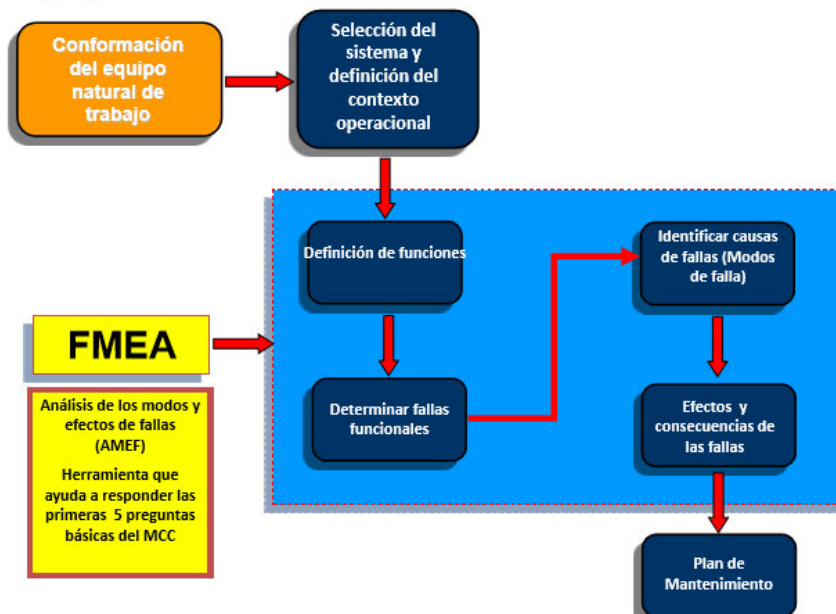 Conformación
del equipo
natural de
trabajo
Selección del
sistema y
definición del
contexto
operacional
Definición de funciones
Identificar causas
de fallas (Modos
de falla)
FMEA
Análisis de los modos y
efectos de fallas
(AMEF)
Herramienta que
ayuda a responder las
primeras 5 preguntas
básicas del MCC
Determinar fallas
funcionales
Efectos y
consecuencias de
las fallas
Plan de
Mantenimiento